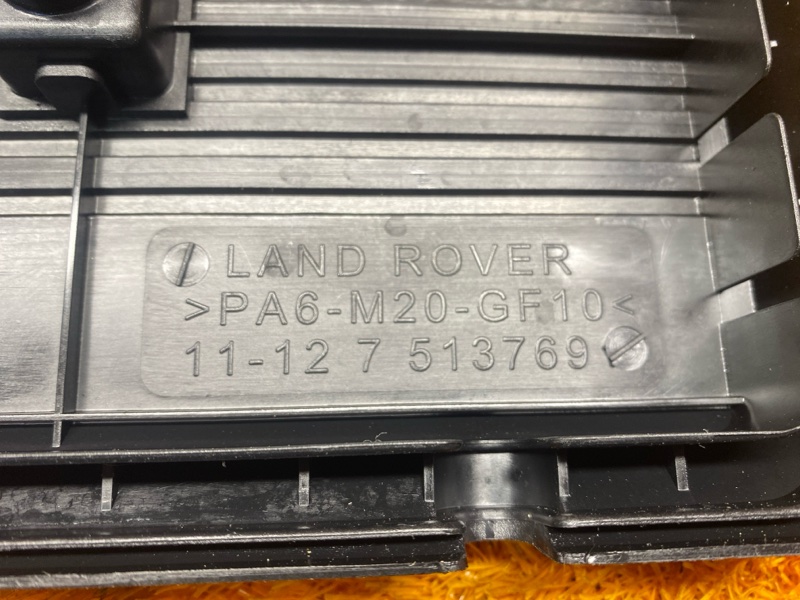 LAND ROVER
>PA6-M20-GF10<
11-12 7 513769